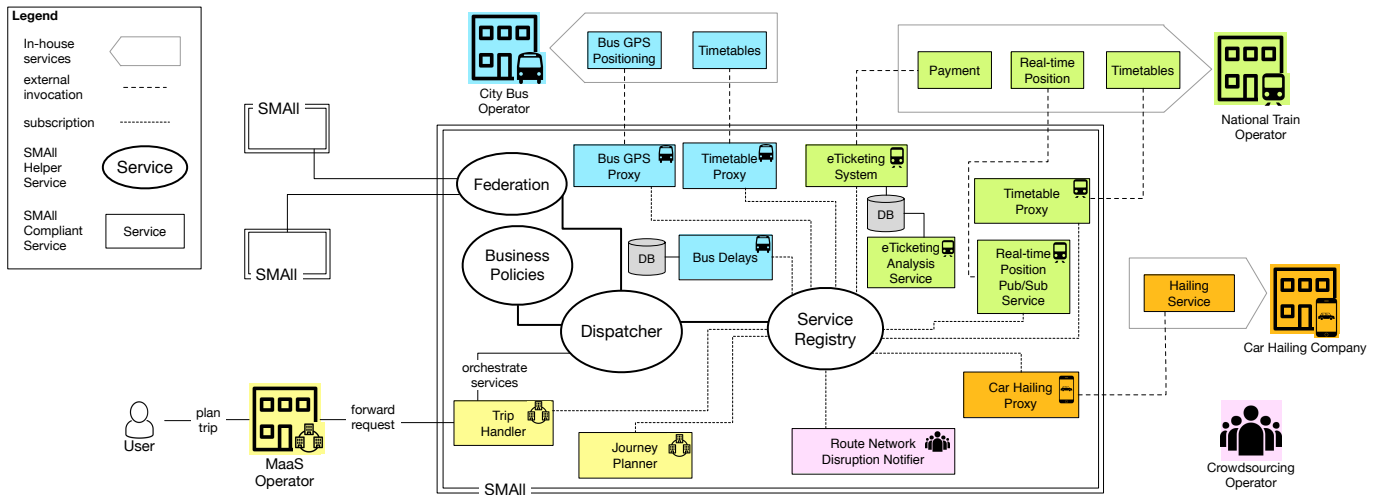 Legend
In-house
services
external
invocation
subscription
SMAll
Helper
Service
Service
SMAll
Compliant
Service
Service
SMAll
SMAll
City Bus
Operator
Bus GPS
Positioning
Timetables
Payment
Real-time
Position
Timetables
National Train
Operator
Federation
Business
Policies
Dispatcher
Service
Registry
Bus GPS
Proxy
Timetable
Proxy
eTicketing
System
DB
Timetable
Proxy
DB
Bus Delays
eTicketing
Analysis
Service
Real-time
Position
Pub/Sub
Service
Hailing
Service
Car Hailing Company
orchestrate
services
User
plan
trip
MaaS
Operator
forward
request
Trip
Handler
Journey
Planner
Route Network
Disruption Notifier
Car Hailing
Proxy
Crowdsourcing
Operator
SMAll